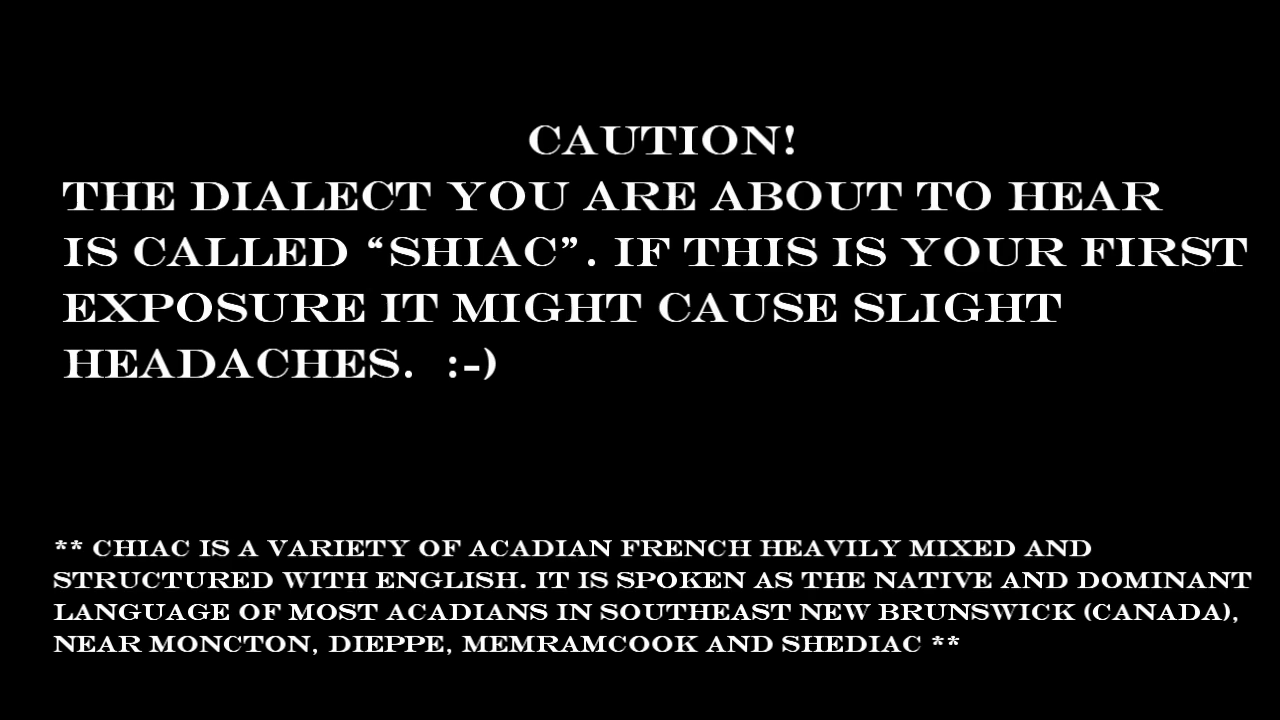 CAUTION!
THE DIALECT YOU ARE ABOUT TO HEAR
IS CALLED “SHIAC”. IF THIS IS YOUR FIRST
EXPOSURE IT MIGHT CAUSE SLIGHT
HEADACHES. :-)
** CHIAC IS A VARIETY OF ACADIAN FRENCH HEAVILY MIXED AND
STRUCTURED WITH ENGLISH. IT IS SPOKEN AS THE NATIVE AND DOMINANT
LANGUAGE OF MOST ACADIANS IN SOUTHEAST NEW BRUNSWICK (CANADA),
NEAR MONCTON, DIEPPE, MEMRAMCOOK AND SHEDIAC **